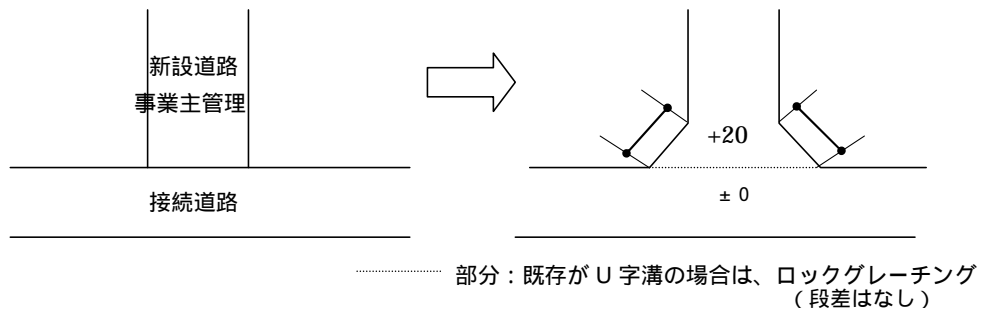 新設道路
事業主管理
接続道路
+20
± 0
部分：既存がＵ字溝の場合は、ロックグレーチング
（段差はなし）